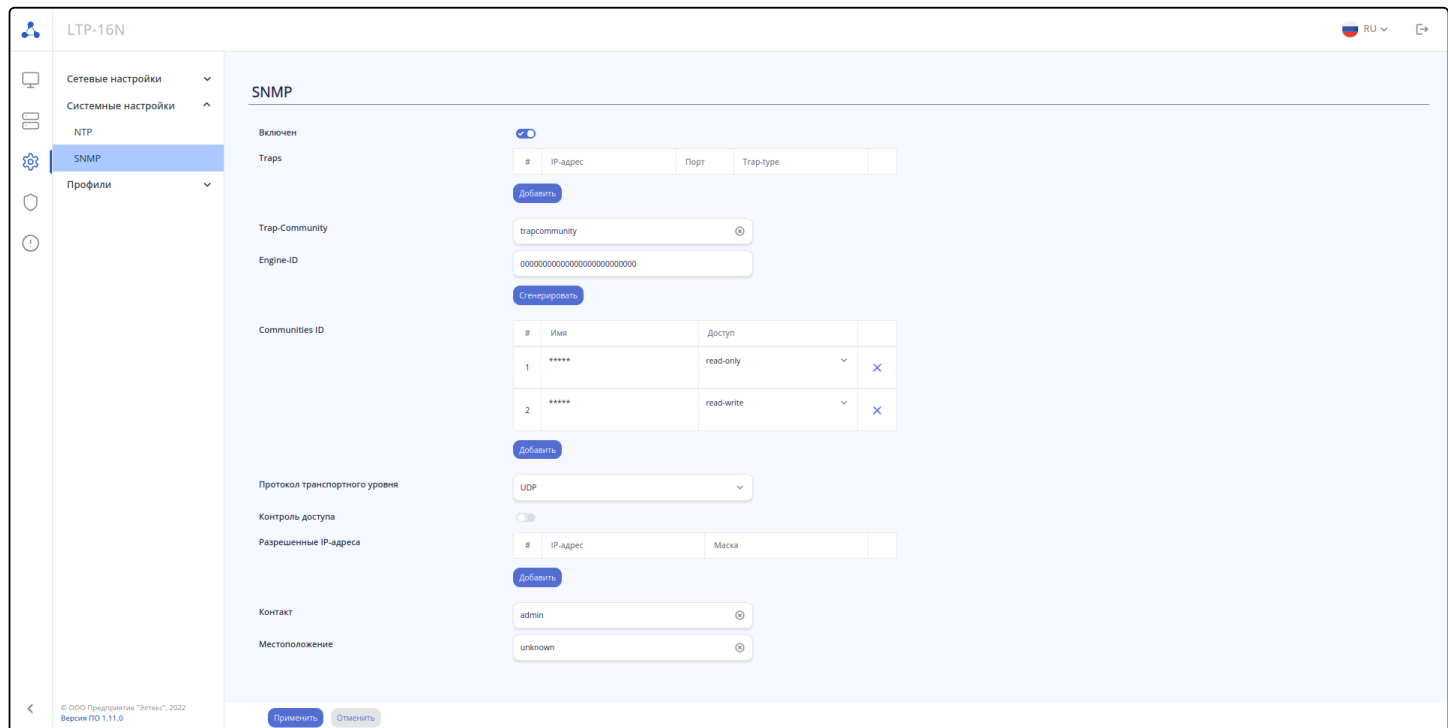 LTP-16N
RU
Сетевые настройки
Системные настройки
NTP
SNMP
Профили
SNMP
Включен
Traps
# IP-адрес Порт Trap-type
Добавить
Trap-Community
trapcommunity
Engine-ID
Сгенерировать
Communities ID
# Имя Доступ
1 ***** read-only
2 ***** read-write
Добавить
Протокол транспортного уровня
UDP
Контроль доступа
Разрешенные IP-адреса
# IP-адрес Маска
Добавить
Контакт
admin
Местоположение
unknown
© ООО Предприятие "Элтекс", 2022
Версия ПО 1.11.0
Применить Отменить